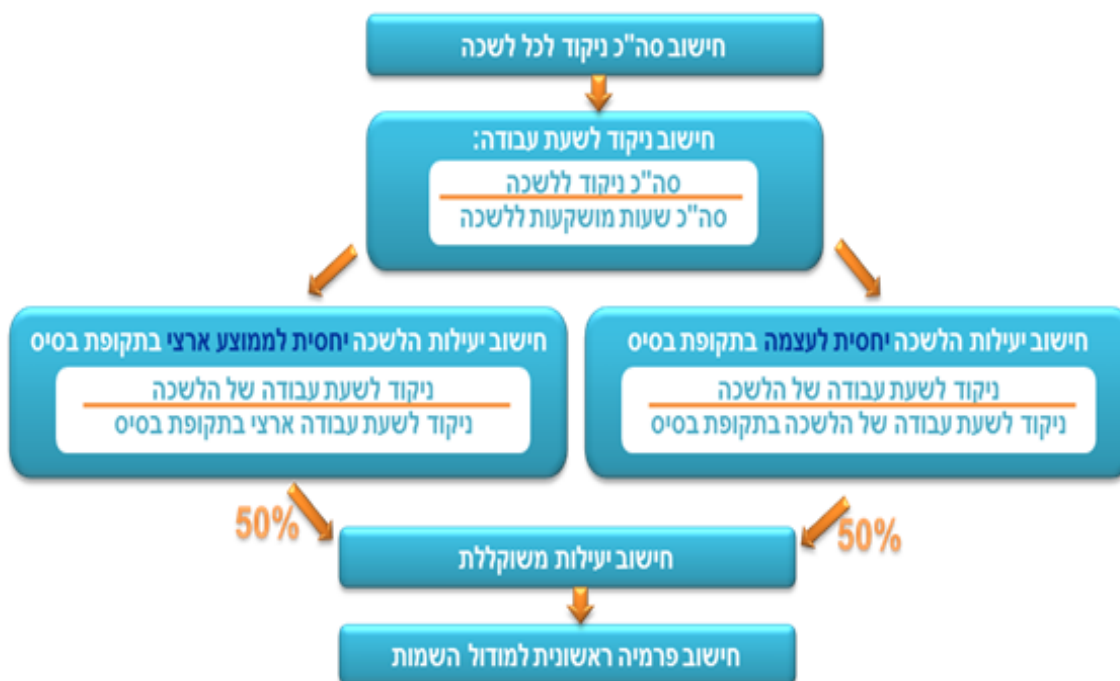 חישוב סה"כ ניקוד לכל לשכה
חישוב ניקוד לשעת עבודה:
סה"כ ניקוד ללשכה
סה"כ שעות מושקעות ללשכה
חישוב יעילות הלשכה יחסית לעצמה בתקופת בסיס
ניקוד לשעת עבודה של הלשכה
ניקוד לשעת עבודה של הלשכה בתקופת בסיס
חישוב יעילות הלשכה יחסית לממוצע ארצי בתקופת בסיס
ניקוד לשעת עבודה של הלשכה
ניקוד לשעת עבודה ארצי בתקופת בסיס
50%
50%
חישוב יעילות משוקללת
חישוב פרמיה ראשונית למודול השמות